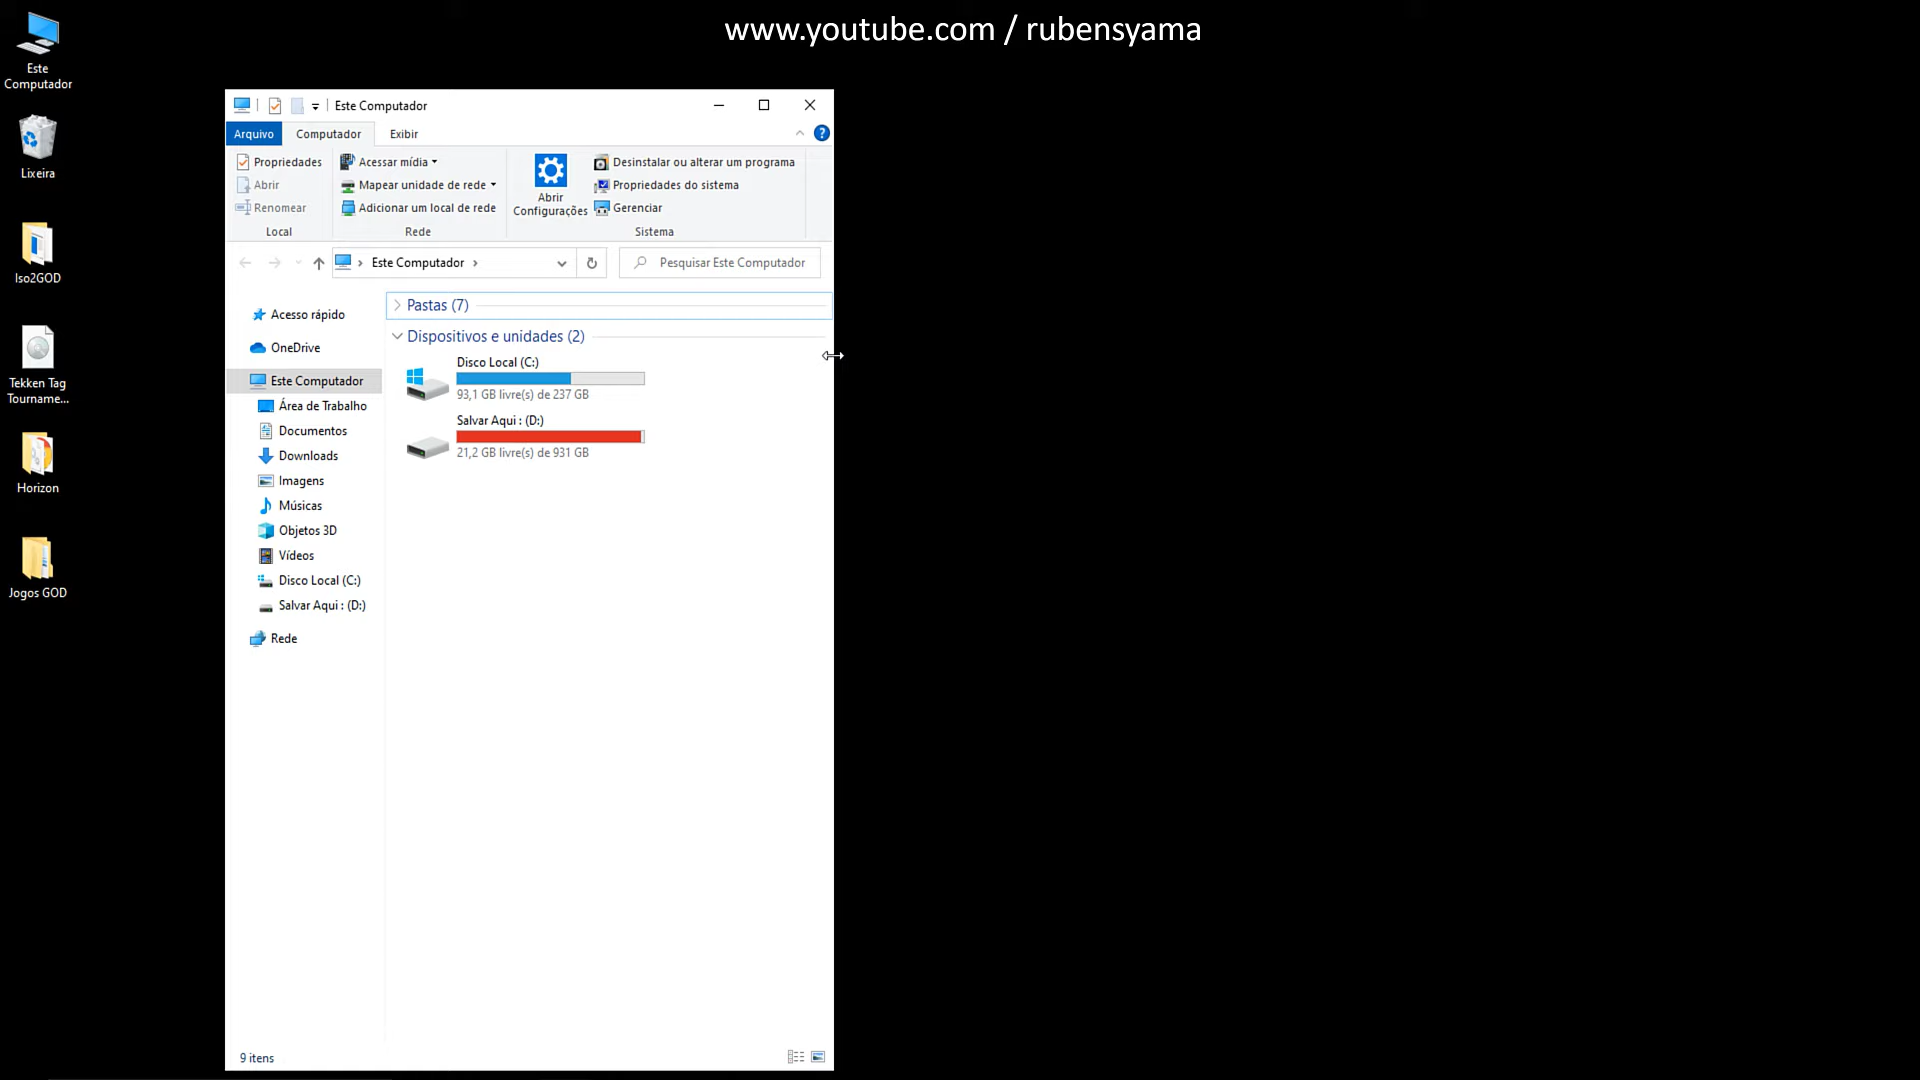 www.youtube.com / rubensyama
Este
Computador
Lixeira
Iso2GOD
Tekken Tag
Tourname...
Horizon
Jogos GOD
Este Computador
Arquivo
Computador
Exibir
?
Propriedades
Abrir
Renomear
Local
Acessar mídia
Mapear unidade de rede
Adicionar um local de rede
Rede
Abrir
Configurações
Desinstalar ou alterar um programa
Propriedades do sistema
Gerenciar
Sistema
Este Computador
Pesquisar Este Computador
Acesso rápido
OneDrive
Este Computador
Área de Trabalho
Documentos
Downloads
Imagens
Músicas
Objetos 3D
Vídeos
Disco Local (C:)
Salvar Aqui : (D:)
Rede
Pastas (7)
Dispositivos e unidades (2)
Disco Local (C:)
93,1 GB livre(s) de 237 GB
Salvar Aqui : (D:)
21,2 GB livre(s) de 931 GB
9 itens